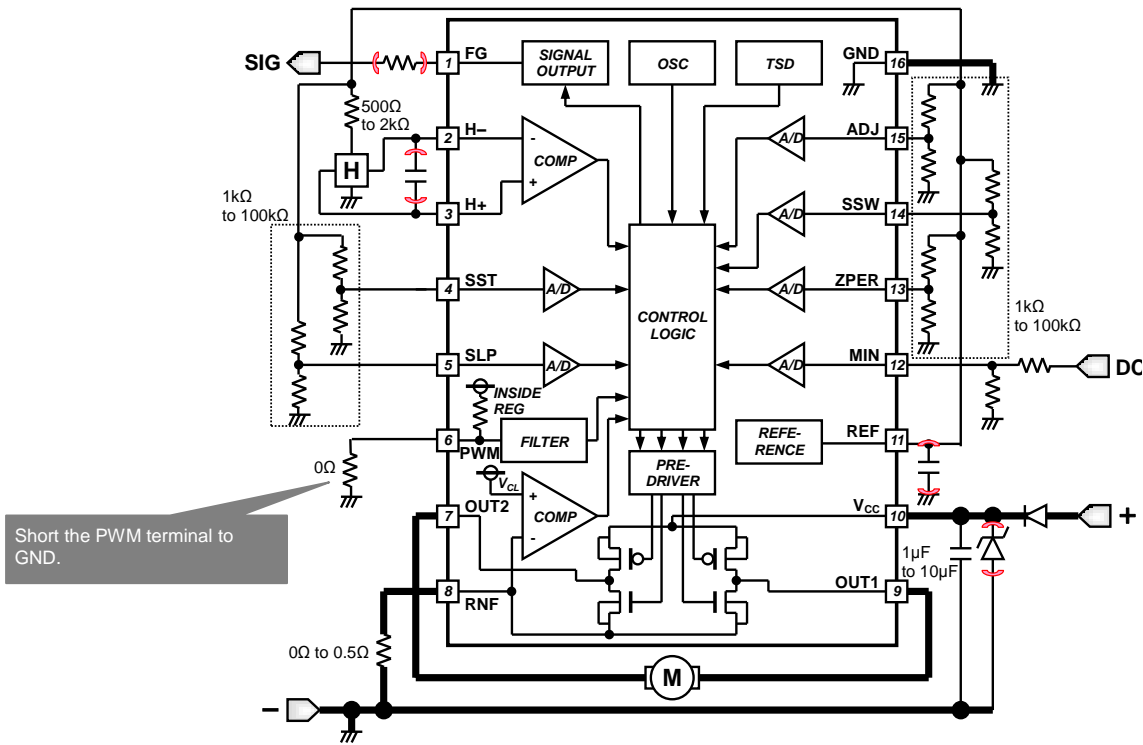 SIG
1
FG
SIGNAL
OUTPUT
OSC
TSD
GND
16
500Ω
to 2kΩ
2
H–
-
COMP
+
H
3
H+
A/D
ADJ
15
1kΩ
to 100kΩ
A/D
SSW
14
4
SST
A/D
CONTROL
LOGIC
A/D
ZPER
13
1kΩ
to 100kΩ
5
SLP
A/D
A/D
MIN
12
DC
INSIDE
REG
6
PWM
FILTER
REFE-
RENCE
REF
11
0Ω
PRE-
DRIVER
VCL
+
COMP
-
Short the PWM terminal to
GND.
7
OUT2
VCC
10
+
1µF
to 10µF
8
RNF
OUT1
9
0Ω to 0.5Ω
M
–